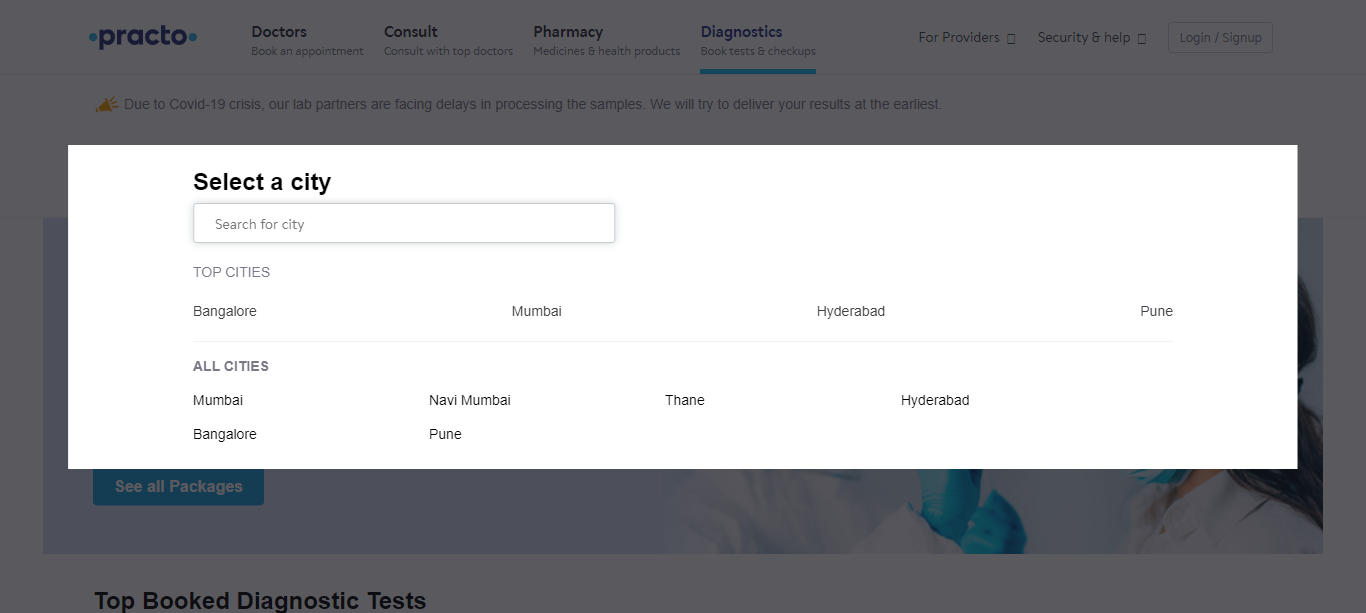 practo
Doctors
Book an appointment
Consult
Consult with top doctors
Pharmacy
Medicines & health products
Diagnostics
Book tests & checkups
For Providers
Security & help
Login / Signup
Due to Covid-19 crisis, our lab partners are facing delays in processing the samples. We will try to deliver your results at the earliest.
Select a city
Search for city
TOP CITIES
Bangalore Mumbai Hyderabad Pune
ALL CITIES
Mumbai Navi Mumbai Thane Hyderabad
Bangalore Pune
See all Packages
Top Booked Diagnostic Tests